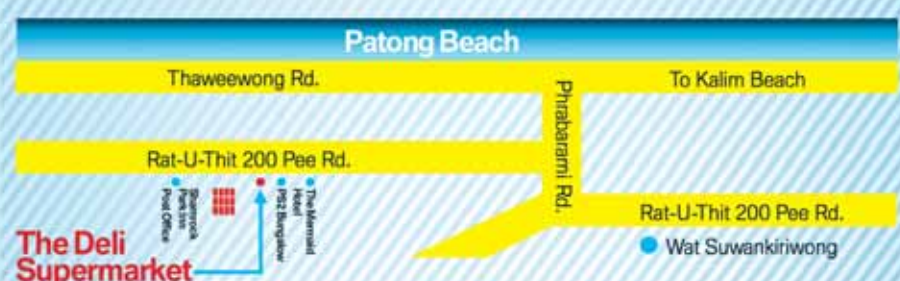 Patong Beach
Thaweewong Rd.
To Kalim Beach
Phrabarami Rd.
Rat-U-Thit 200 Pee Rd.
Rat-U-Thit 200 Pee Rd.
Wat Suwankiriwong
Shamrock
Park Inn
Post Office
PS2 Bungalow
The Mermaid
Hotel
The Deli
Supermarket